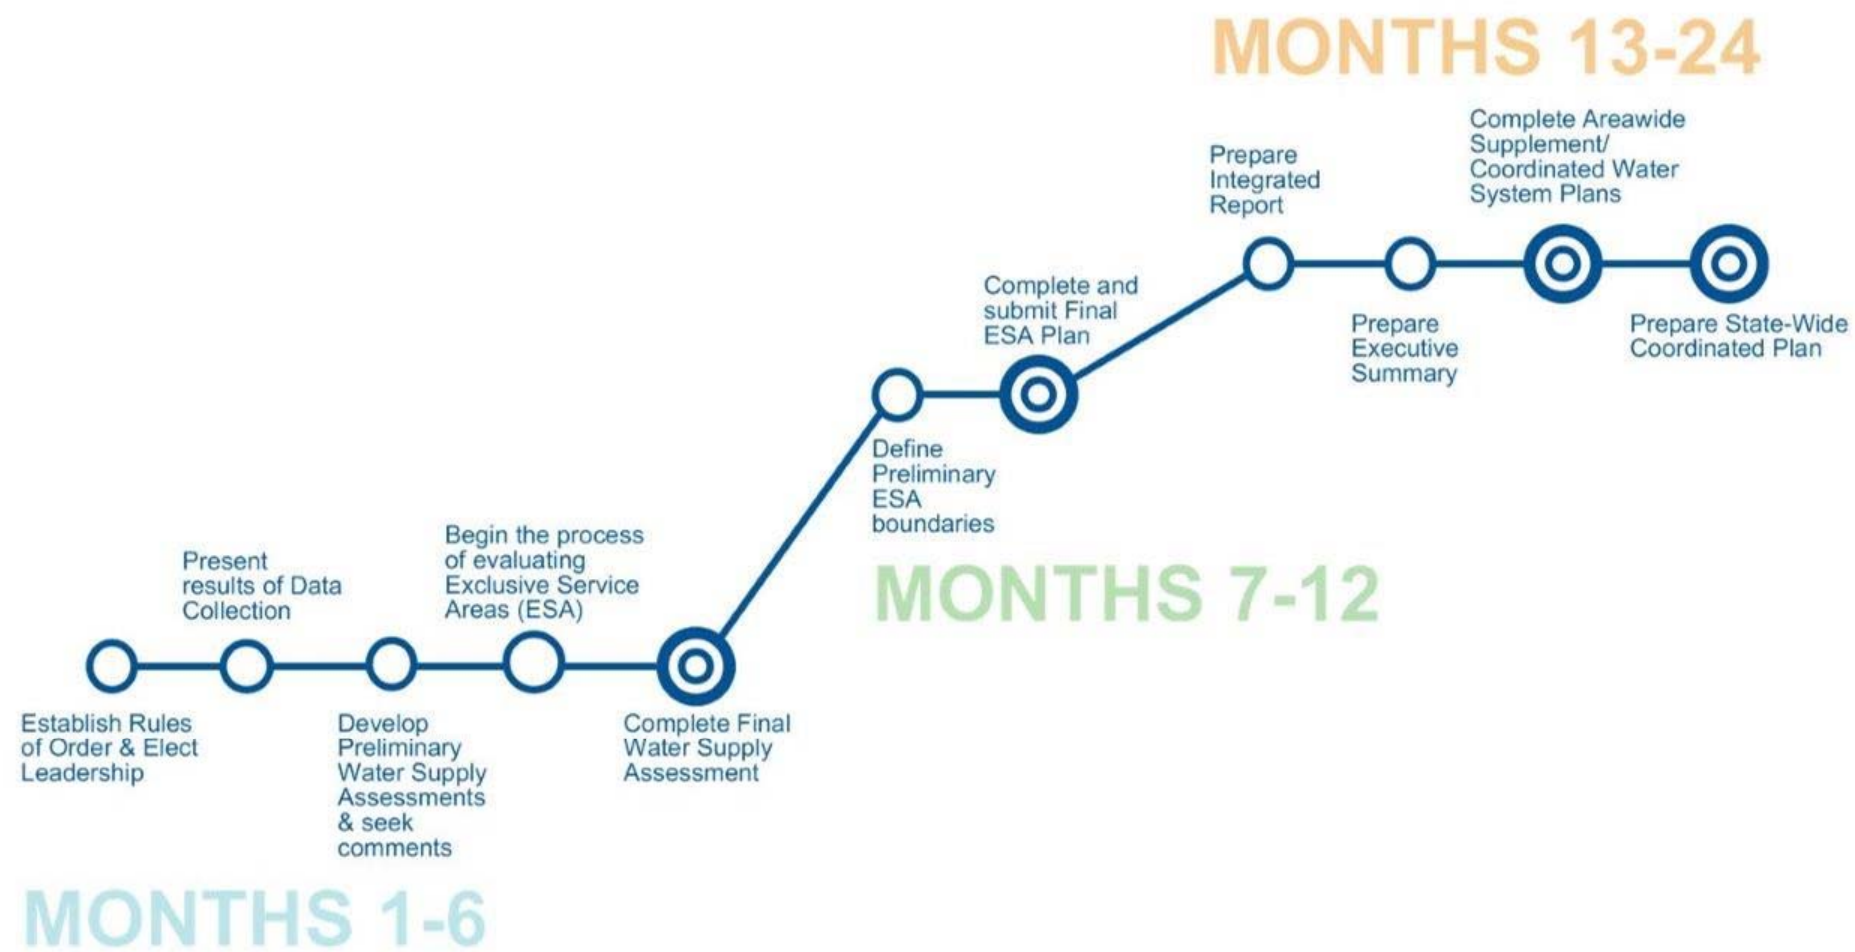 MONTHS 13-24
Complete Areawide
Supplement/
Coordinated Water
System Plans
Prepare
Integrated
Report
Complete and
submit Final
ESA Plan
Prepare
Executive
Summary
Prepare State-Wide
Coordinated Plan
Define
Preliminary
ESA
boundaries
MONTHS 7-12
Begin the process
of evaluating
Exclusive Service
Areas (ESA)
Present
results of Data
Collection
Establish Rules
of Order & Elect
Leadership
Develop
Preliminary
Water Supply
Assessments
& seek
comments
Complete Final
Water Supply
Assessment
MONTHS 1-6